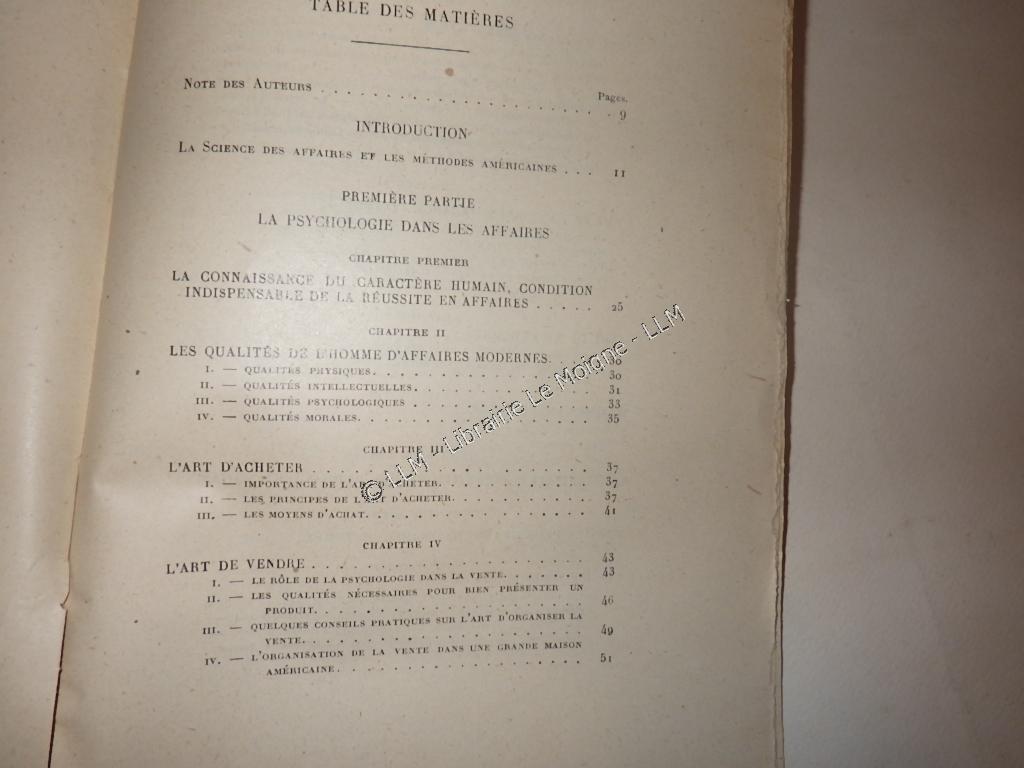 TABLE DES MATIÈRES
Pages.
NOTE DES AUTEURS . . . . . . . . . . . . . . . . . . . . . . . 9
INTRODUCTION
LA SCIENCE DES AFFAIRES ET LES MÉTHODES AMÉRICAINES . . . 11
PREMIÈRE PARTIE
LA PSYCHOLOGIE DANS LES AFFAIRES
CHAPITRE PREMIER
LA CONNAISSANCE DU CARACTÈRE HUMAIN, CONDITION
INDISPENSABLE DE LA RÉUSSITE EN AFFAIRES . . . . . 25
CHAPITRE II
LES QUALITÉS DE L'HOMME D'AFFAIRES MODERNES. . . . 30
I. — QUALITÉS PHYSIQUES. . . . . . . . . . . . . . . . 30
II. — QUALITÉS INTELLECTUELLES. . . . . . . . . . . . . 31
III. — QUALITÉS PSYCHOLOGIQUES . . . . . . . . . . . . . 33
IV. — QUALITÉS MORALES. . . . . . . . . . . . . . . . . 35
CHAPITRE III
L'ART D'ACHETER . . . . . . . . . . . . . . . . . . . . 37
I. — IMPORTANCE DE L'ART D'ACHETER. . . . . . . . . . . 37
II. — LES PRINCIPES DE L'ART D'ACHETER. . . . . . . . . . 37
III. — LES MOYENS D'ACHAT. . . . . . . . . . . . . . . . 41
CHAPITRE IV
L'ART DE VENDRE . . . . . . . . . . . . . . . . . . . . 43
I. — LE RÔLE DE LA PSYCHOLOGIE DANS LA VENTE. . . . . . . 43
II. — LES QUALITÉS NÉCESSAIRES POUR BIEN PRÉSENTER UN
PRODUIT. . . . . . . . . . . . . . . . . . . . . 46
III. — QUELQUES CONSEILS PRATIQUES SUR L'ART D'ORGANISER LA
VENTE. . . . . . . . . . . . . . . . . . . . . . 49
IV. — L'ORGANISATION DE LA VENTE DANS UNE GRANDE MAISON
AMÉRICAINE. . . . . . . . . . . . . . . . . . . 51
© LLM - Librairie Le Moigne - LLM